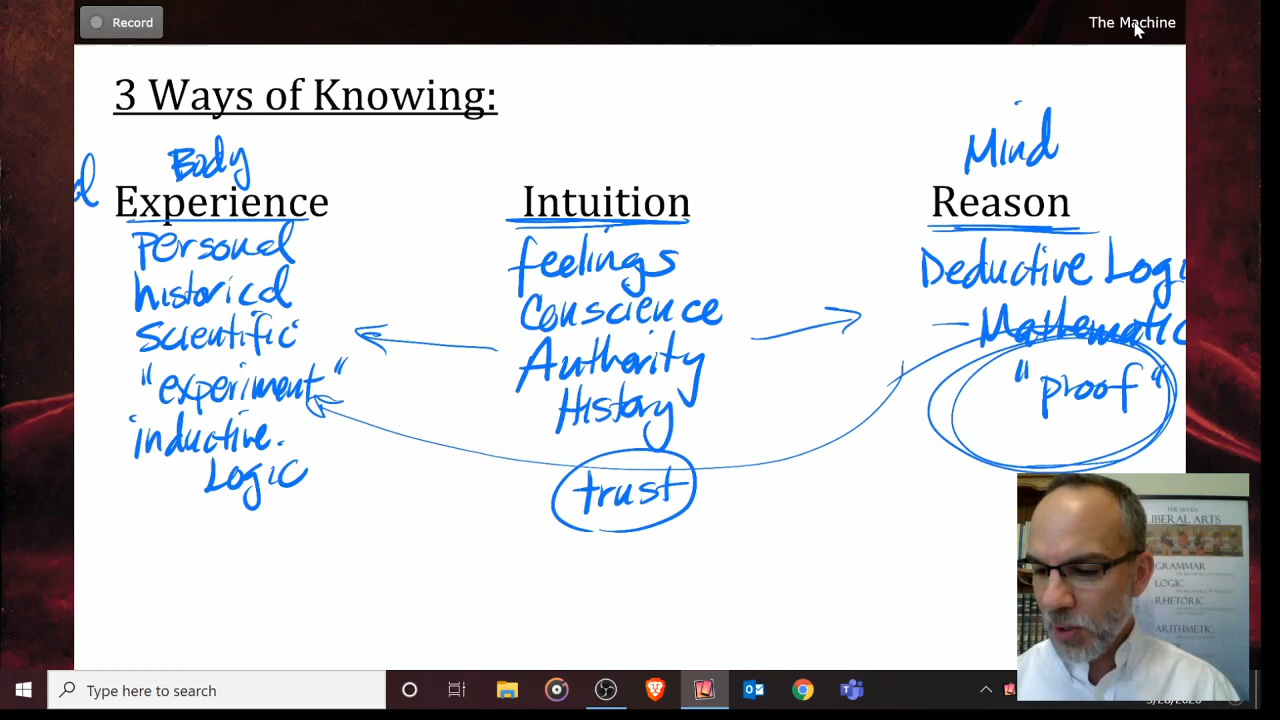 Record
The Machine
3 Ways of Knowing:
Body
Mind
d
Experience
Intuition
Reason
personal
historical
scientific
"experiment"
inductive.
Logic
feelings
Conscience
Authority
History
trust
Deductive Logi
- Mathematic
"proof"
THE SEVEN
LIBERAL ARTS
GRAMMAR
LOGIC
RHETORIC
ARITHMETIC
Type here to search